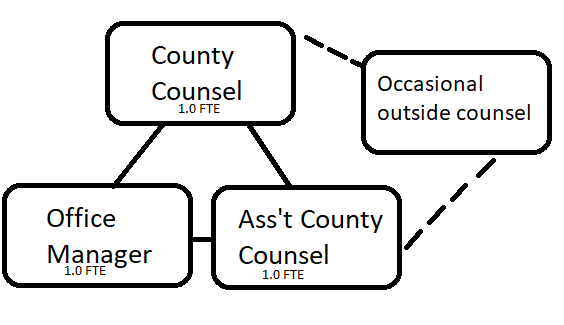 County
Counsel
1.0 FTE
Occasional
outside counsel
Office
Manager
1.0 FTE
Ass't County
Counsel
1.0 FTE